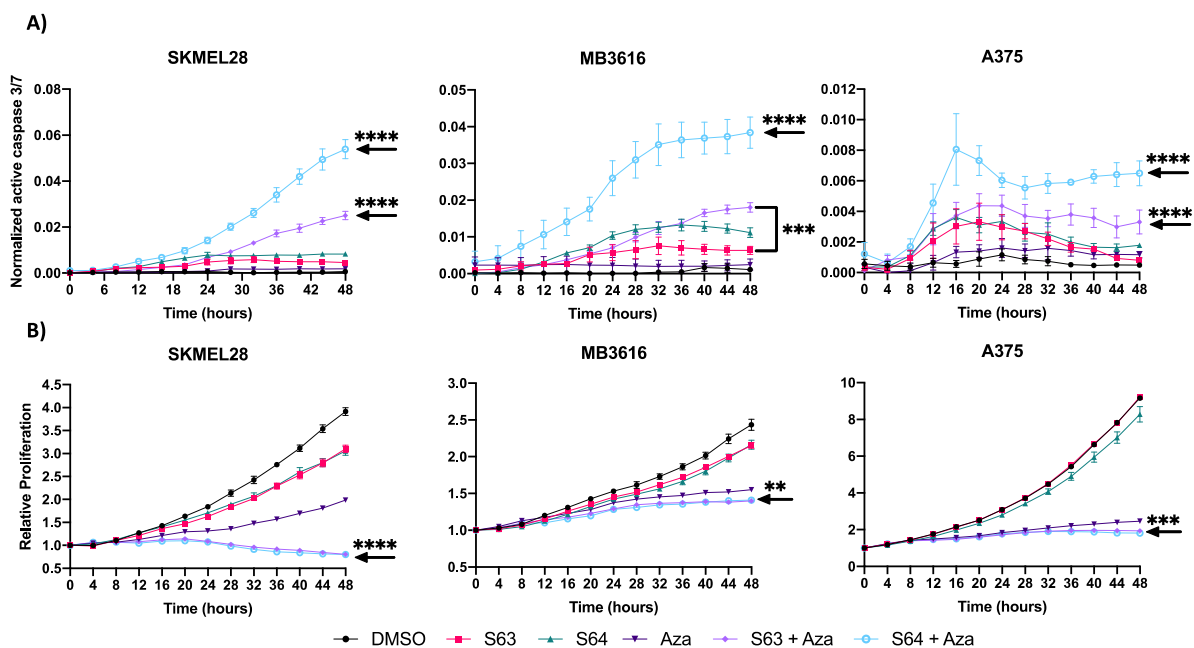 A)
SKMEL28 MB3616 A375
Normalized active caspase 3/7
0.08 0.06 0.04 0.02 0.00
0 6 12 18 24 30 36 42 48
Time (hours)
**** ****
0.05 0.04 0.03 0.02 0.01 0.00
0 4 8 12 16 20 24 28 32 36 40 44 48
Time (hours)
**** ***
0.012 0.010 0.008 0.006 0.004 0.002 0.000
0 4 8 12 16 20 24 28 32 36 40 44 48
Time (hours)
**** ****
B)
SKMEL28 MB3616 A375
Relative Proliferation
4.5 4.0 3.5 3.0 2.5 2.0 1.5 1.0 0.5
0 4 8 12 16 20 24 28 32 36 40 44 48
Time (hours)
****
3.0 2.5 2.0 1.5 1.0 0.5
0 4 8 12 16 20 24 28 32 36 40 44 48
Time (hours)
**
10 8 6 4 2 0
0 4 8 12 16 20 24 28 32 36 40 44 48
Time (hours)
***
DMSO S63 S64 Aza S63 + Aza S64 + Aza